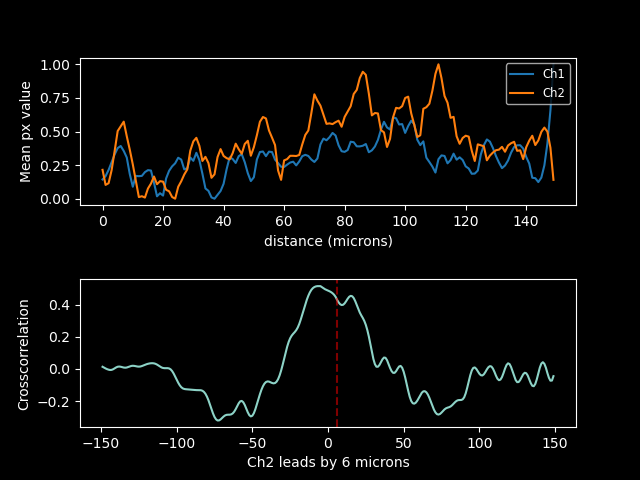 1.00
0.75
0.50
0.25
0.00
Mean px value
Ch1
Ch2
0 20 40 60 80 100 120 140
distance (microns)
0.4
0.2
0.0
−0.2
Crosscorrelation
−150 −100 −50 0 50 100 150
Ch2 leads by 6 microns